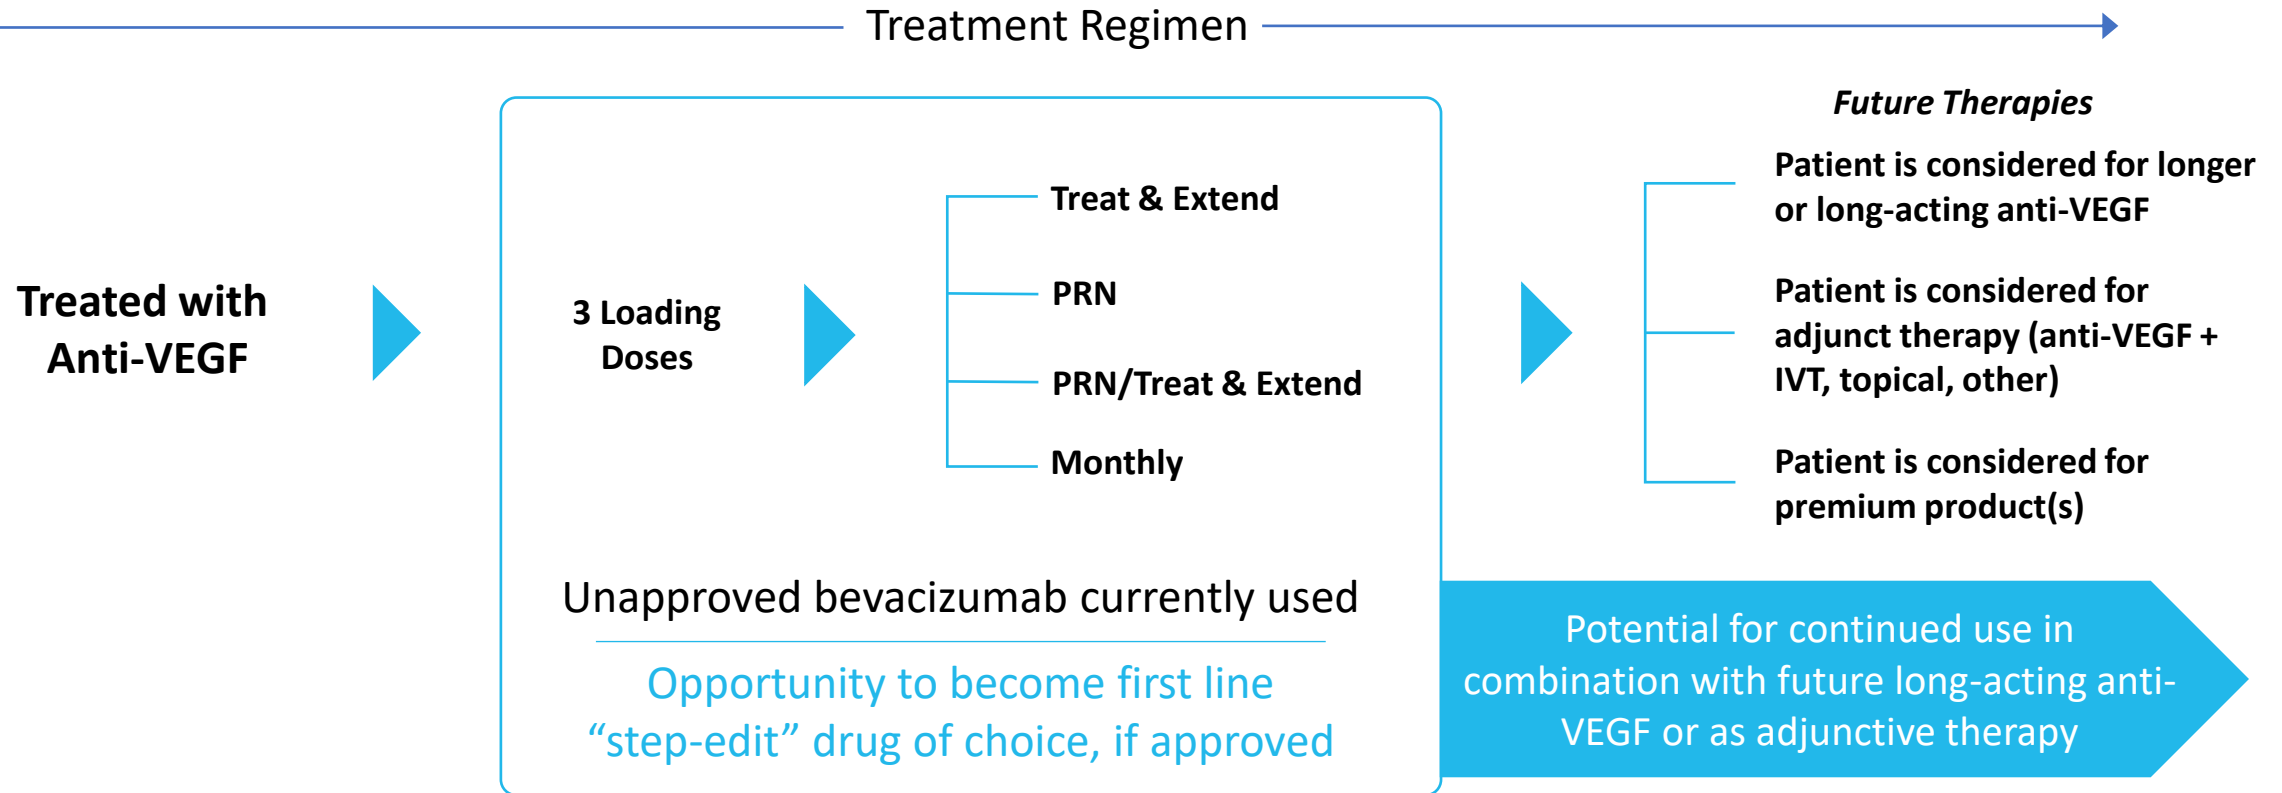 Treatment Regimen
Treated with
Anti-VEGF
3 Loading
Doses
Treat & Extend
PRN
PRN/Treat & Extend
Monthly
Unapproved bevacizumab currently used
Opportunity to become first line
“step-edit” drug of choice, if approved
Future Therapies
Patient is considered for longer
or long-acting anti-VEGF
Patient is considered for
adjunct therapy (anti-VEGF +
IVT, topical, other)
Patient is considered for
premium product(s)
Potential for continued use in
combination with future long-acting anti-
VEGF or as adjunctive therapy